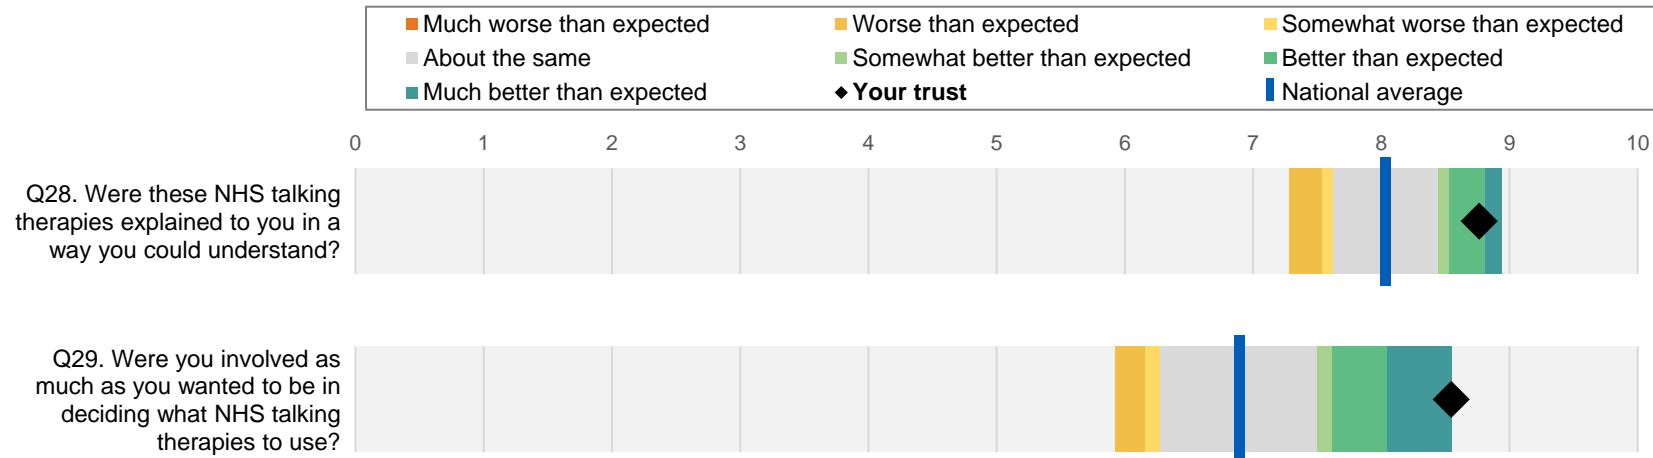 Much worse than expected Worse than expected Somewhat worse than expected
About the same Somewhat better than expected Better than expected
Much better than expected Your trust National average
0 1 2 3 4 5 6 7 8 9 10
Q28. Were these NHS talking
therapies explained to you in a
way you could understand?
Q29. Were you involved as
much as you wanted to be in
deciding what NHS talking
therapies to use?